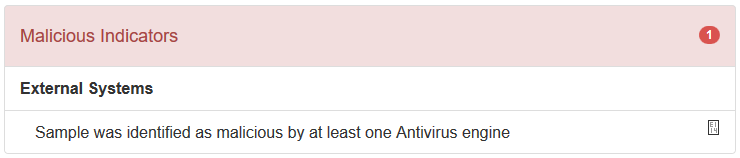 Malicious Indicators 1
External Systems
Sample was identified as malicious by at least one Antivirus engine